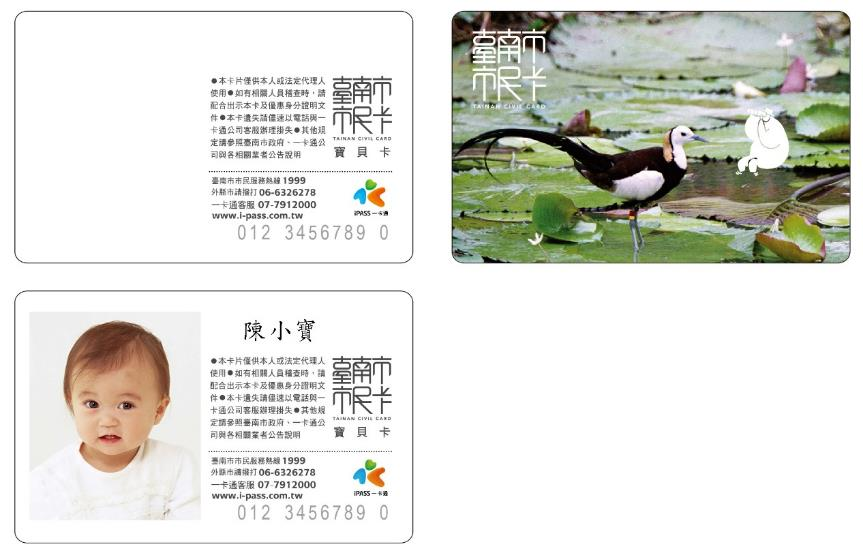 ●本卡片僅供本人或法定代理人
使用●如有相關人員稽查時，請
配合出示本卡及優惠身分證明文
件●本卡遺失請儘速以電話與一
卡通公司客服辦理掛失●其他規
定請參照臺南市政府、一卡通公
司與各相關業者公告說明
臺南市民卡
TAINAN CIVIL CARD
寶貝卡
臺南市市民服務熱線 1999
外縣市請撥打 06-6326278
一卡通客服 07-7912000
www.i-pass.com.tw
iPASS 一卡通
012 3456789 0
臺南市民卡
TAINAN CIVIL CARD
陳小寶
●本卡片僅供本人或法定代理人
使用●如有相關人員稽查時，請
配合出示本卡及優惠身分證明文
件●本卡遺失請儘速以電話與一
卡通公司客服辦理掛失●其他規
定請參照臺南市政府、一卡通公
司與各相關業者公告說明
臺南市民卡
TAINAN CIVIL CARD
寶貝卡
臺南市市民服務熱線 1999
外縣市請撥打 06-6326278
一卡通客服 07-7912000
www.i-pass.com.tw
iPASS 一卡通
012 3456789 0